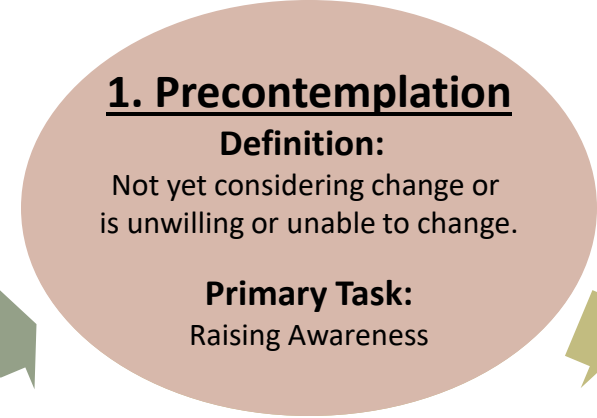 1. Precontemplation
Definition:
Not yet considering change or
is unwilling or unable to change.
Primary Task:
Raising Awareness